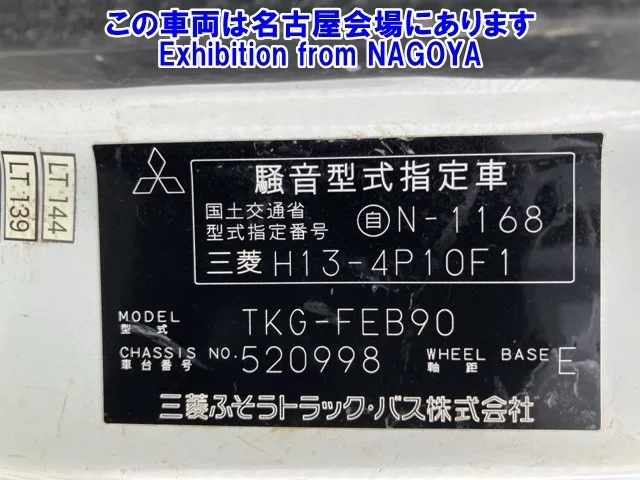 この車両は名古屋会場にあります
Exhibition from NAGOYA
LT 144
LT 139
騒音型式指定車
国土交通省
型式指定番号
自 N-1168
三菱 H13-4P10F1
MODEL
型式
TKG-FEB90
CHASSIS NO.
車台番号
520998
WHEEL BASE
軸距
E
三菱ふそうトラック・バス株式会社